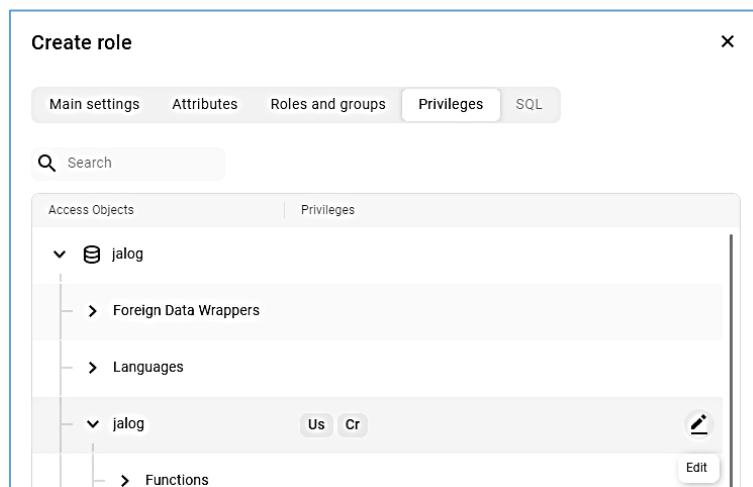 Create role
Main settings Attributes Roles and groups Privileges SQL
Search
Access Objects Privileges
jalog
Foreign Data Wrappers
Languages
jalog Us Cr
Edit
Functions